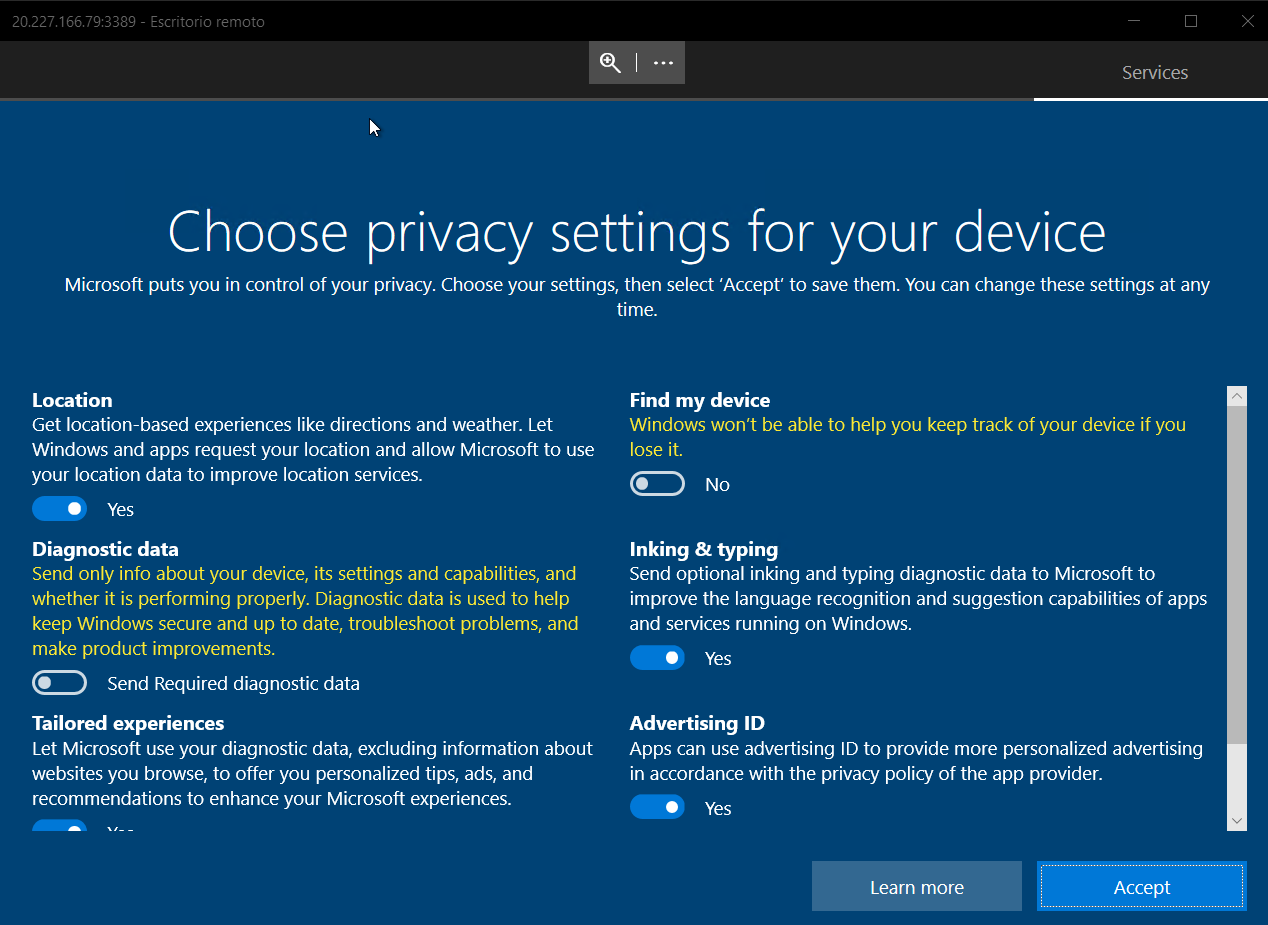 20.227.166.79:3389 - Escritorio remoto
Services
Choose privacy settings for your device
Microsoft puts you in control of your privacy. Choose your settings, then select ‘Accept’ to save them. You can change these settings at any
time.
Location
Get location-based experiences like directions and weather. Let
Windows and apps request your location and allow Microsoft to use
your location data to improve location services.
Yes
Find my device
Windows won’t be able to help you keep track of your device if you
lose it.
No
Diagnostic data
Send only info about your device, its settings and capabilities, and
whether it is performing properly. Diagnostic data is used to help
keep Windows secure and up to date, troubleshoot problems, and
make product improvements.
Send Required diagnostic data
Inking & typing
Send optional inking and typing diagnostic data to Microsoft to
improve the language recognition and suggestion capabilities of apps
and services running on Windows.
Yes
Tailored experiences
Let Microsoft use your diagnostic data, excluding information about
websites you browse, to offer you personalized tips, ads, and
recommendations to enhance your Microsoft experiences.
Yes
Advertising ID
Apps can use advertising ID to provide more personalized advertising
in accordance with the privacy policy of the app provider.
Yes
Learn more
Accept